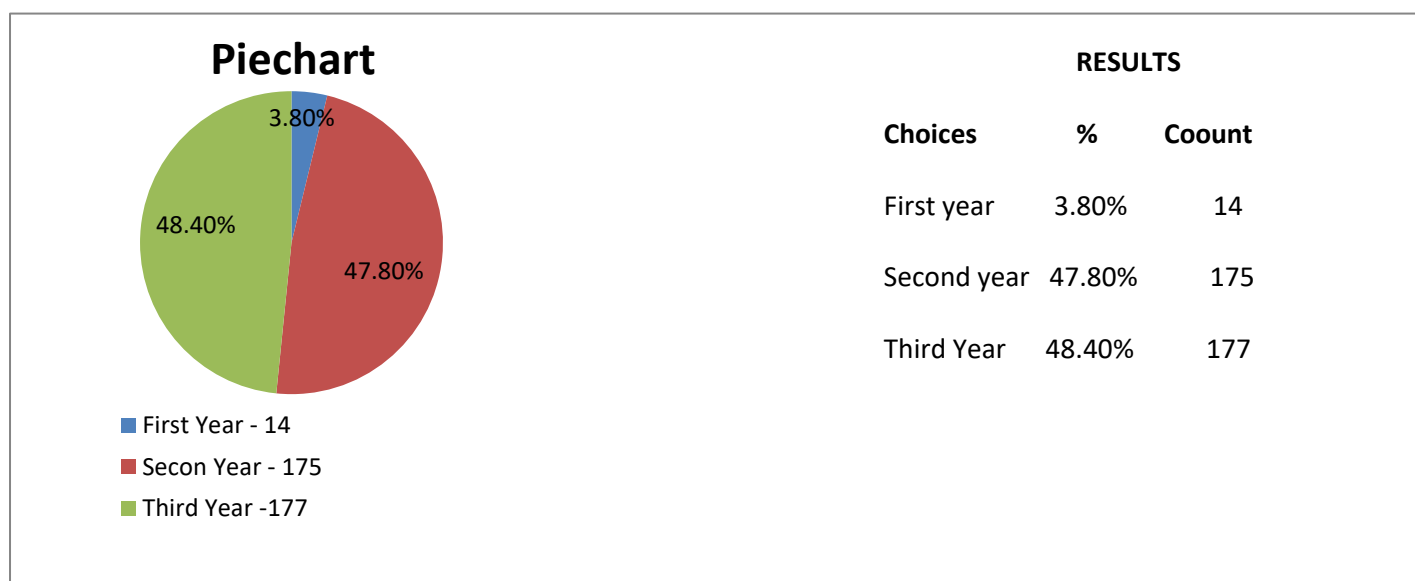 Piechart
3.80%
48.40%
47.80%
First Year - 14
Secon Year - 175
Third Year -177
RESULTS
Choices % Coount
First year 3.80% 14
Second year 47.80% 175
Third Year 48.40% 177